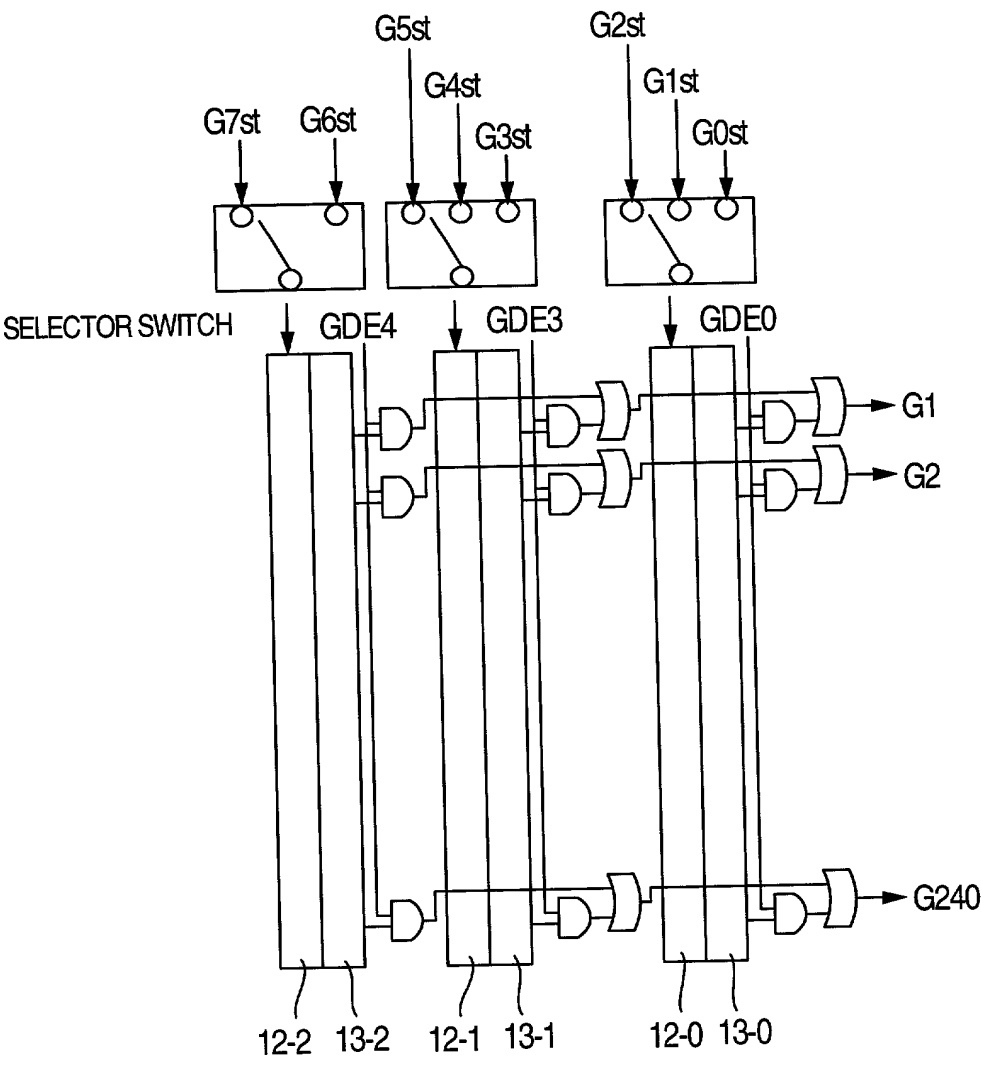 G5st
G2st
G4st
G1st
G7st
G6st
G3st
G0st
SELECTOR SWITCH
GDE4
GDE3
GDE0
G1
G2
G240
12-2
13-2
12-1
13-1
12-0
13-0